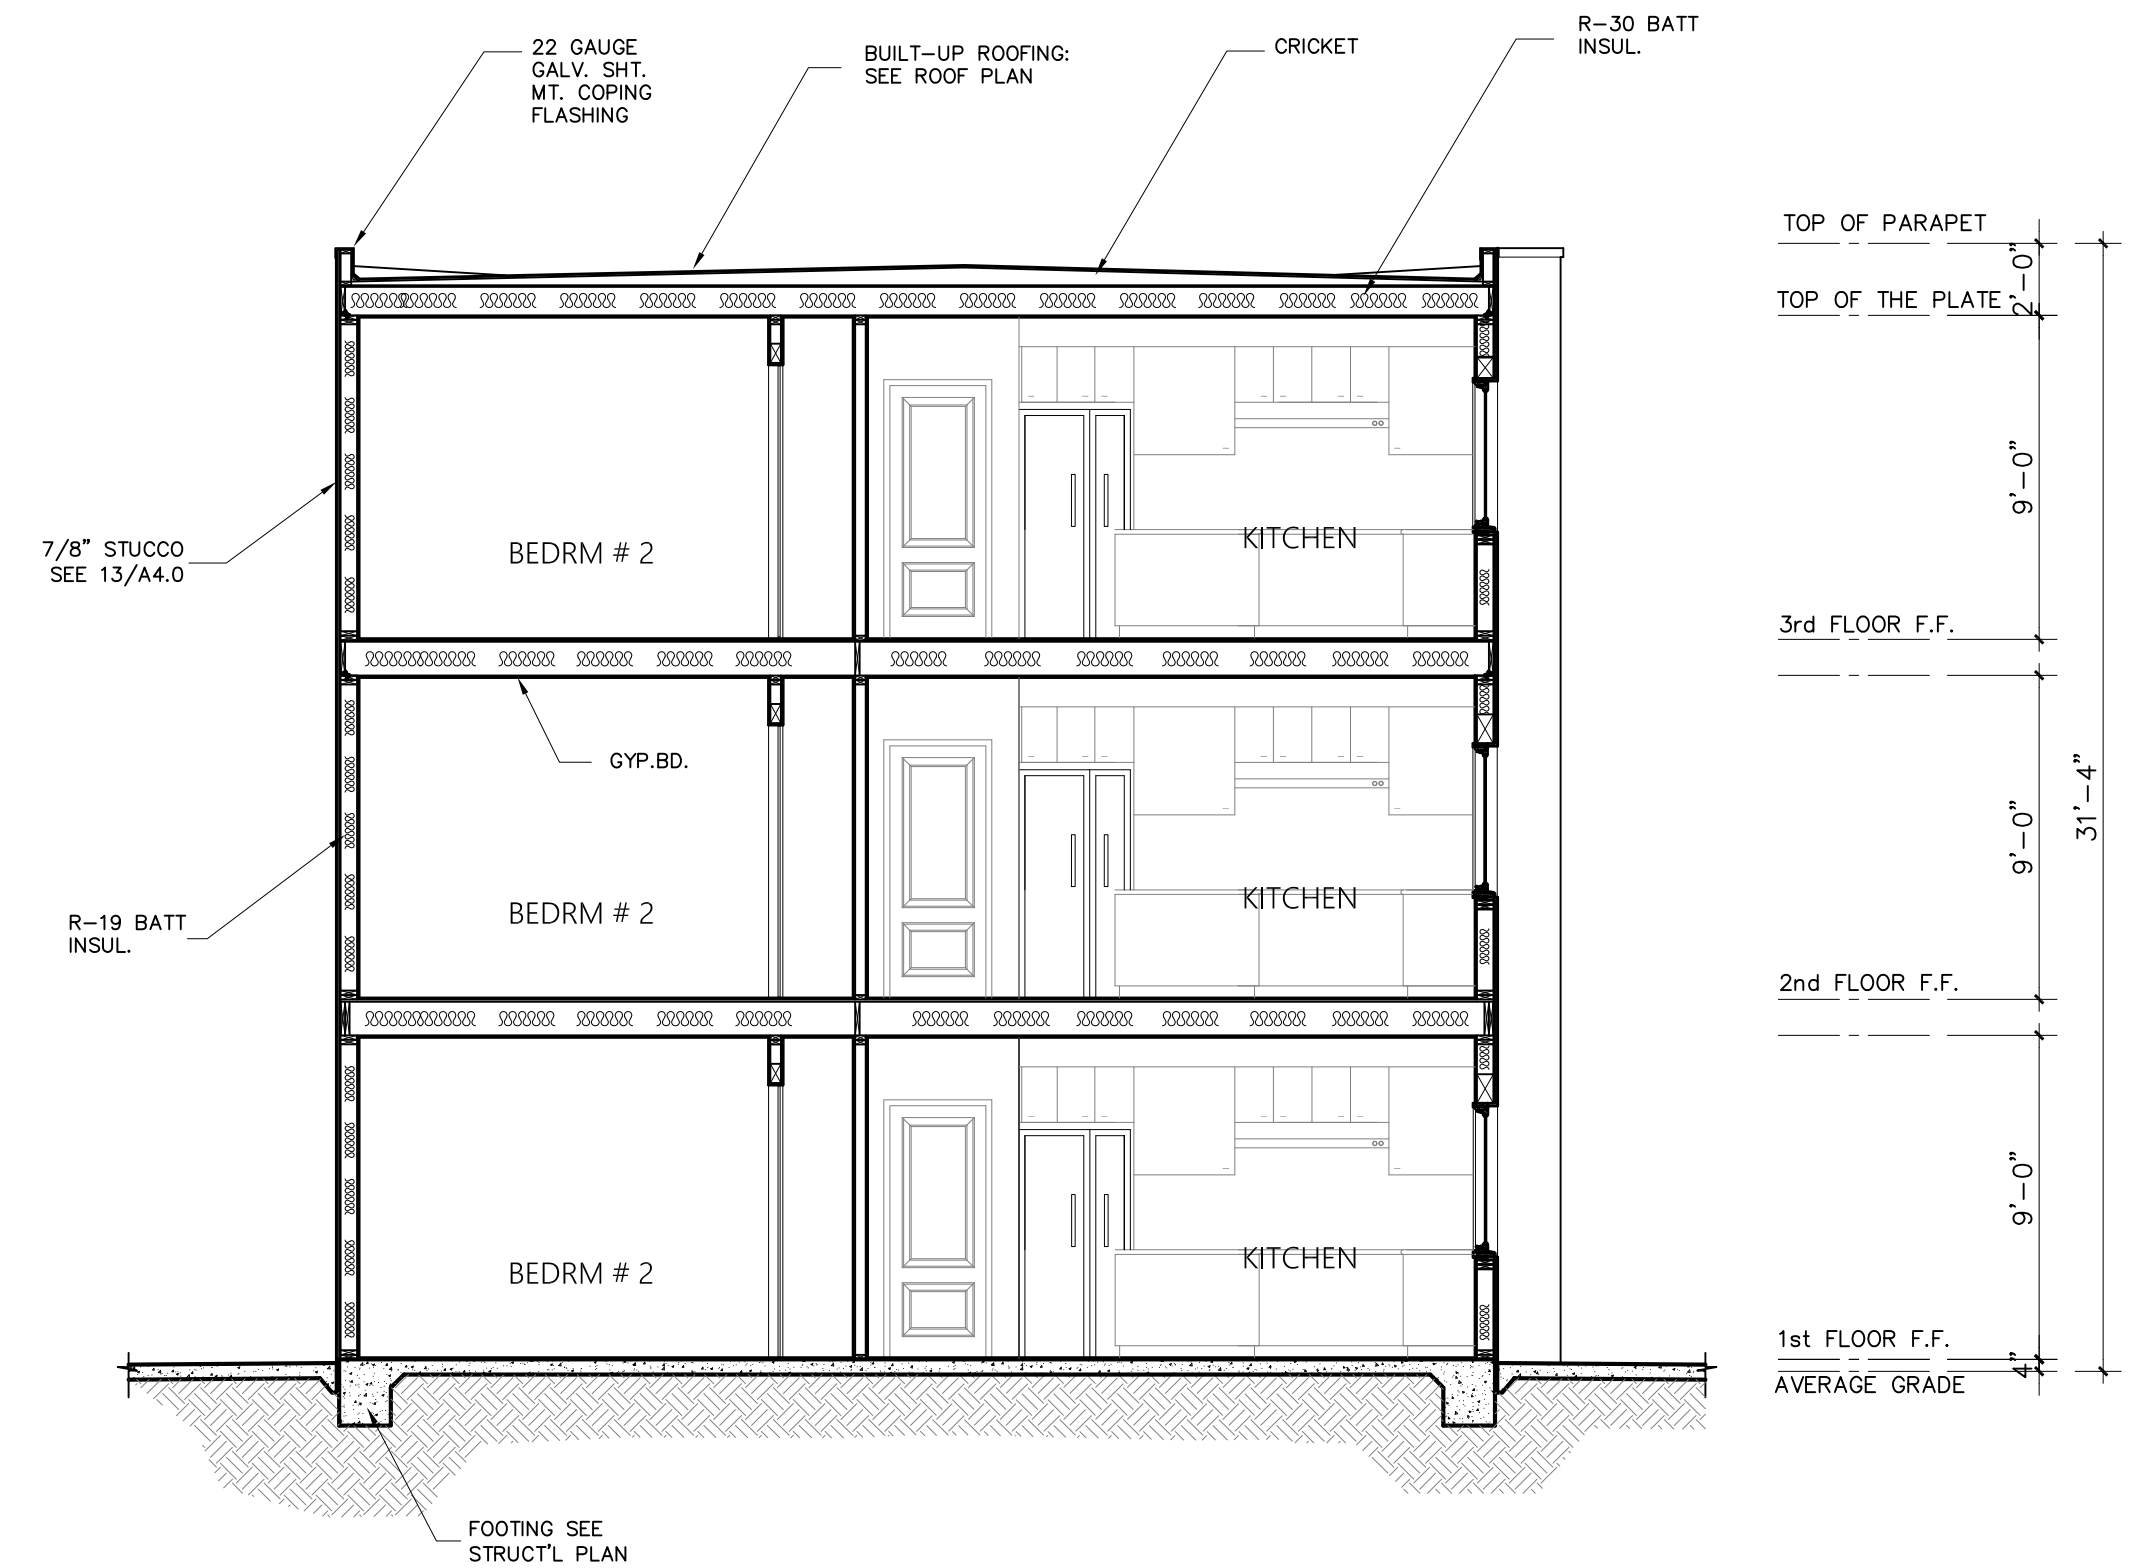 22 GAUGE
GALV. SHT.
MT. COPING
FLASHING
BUILT-UP ROOFING:
SEE ROOF PLAN
CRICKET
R-30 BATT
INSUL.
TOP OF PARAPET
2'-0"
TOP OF THE PLATE
9'-0"
7/8" STUCCO
SEE 13/A4.0
BEDRM # 2
KITCHEN
3rd FLOOR F.F.
GYP.BD.
9'-0"
31'-4"
R-19 BATT
INSUL.
BEDRM # 2
KITCHEN
2nd FLOOR F.F.
9'-0"
BEDRM # 2
KITCHEN
1st FLOOR F.F.
4"
AVERAGE GRADE
FOOTING SEE
STRUCT'L PLAN